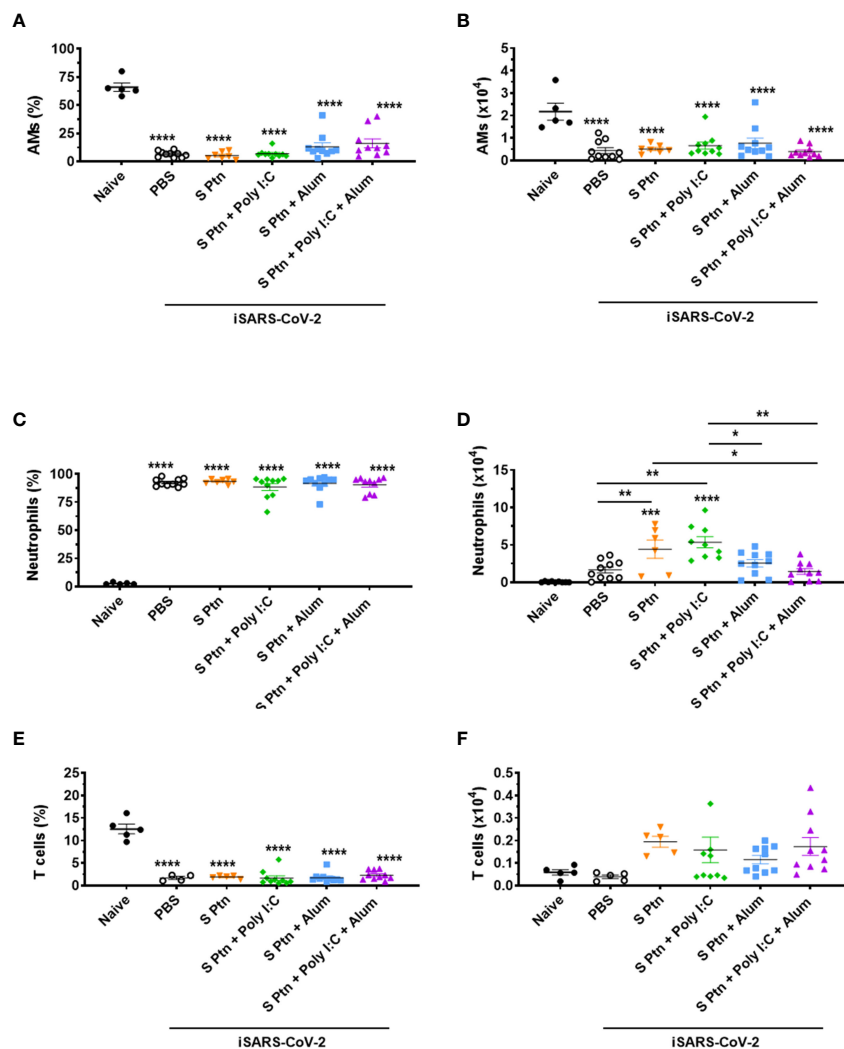 A
AMs (%)
100
75
50
25
0
****
****
****
****
****
Naive
PBS
S Ptn
S Ptn + Poly I:C
S Ptn + Alum
S Ptn + Poly I:C + Alum
iSARS-CoV-2
B
AMs (x10⁴)
5
4
3
2
1
0
****
****
****
****
****
Naive
PBS
S Ptn
S Ptn + Poly I:C
S Ptn + Alum
S Ptn + Poly I:C + Alum
iSARS-CoV-2
C
Neutrophils (%)
100
75
50
25
0
****
****
****
****
****
Naive
PBS
S Ptn
S Ptn + Poly I:C
S Ptn + Alum
S Ptn + Poly I:C + Alum
D
Neutrophils (x10⁴)
15
10
5
0
**
*
*
**
**
***
****
Naive
PBS
S Ptn
S Ptn + Poly I:C
S Ptn + Alum
S Ptn + Poly I:C + Alum
E
T cells (%)
25
20
15
10
5
0
****
****
****
****
****
Naive
PBS
S Ptn
S Ptn + Poly I:C
S Ptn + Alum
S Ptn + Poly I:C + Alum
iSARS-CoV-2
F
T cells (x10⁴)
0.5
0.4
0.3
0.2
0.1
0.0
Naive
PBS
S Ptn
S Ptn + Poly I:C
S Ptn + Alum
S Ptn + Poly I:C + Alum
iSARS-CoV-2